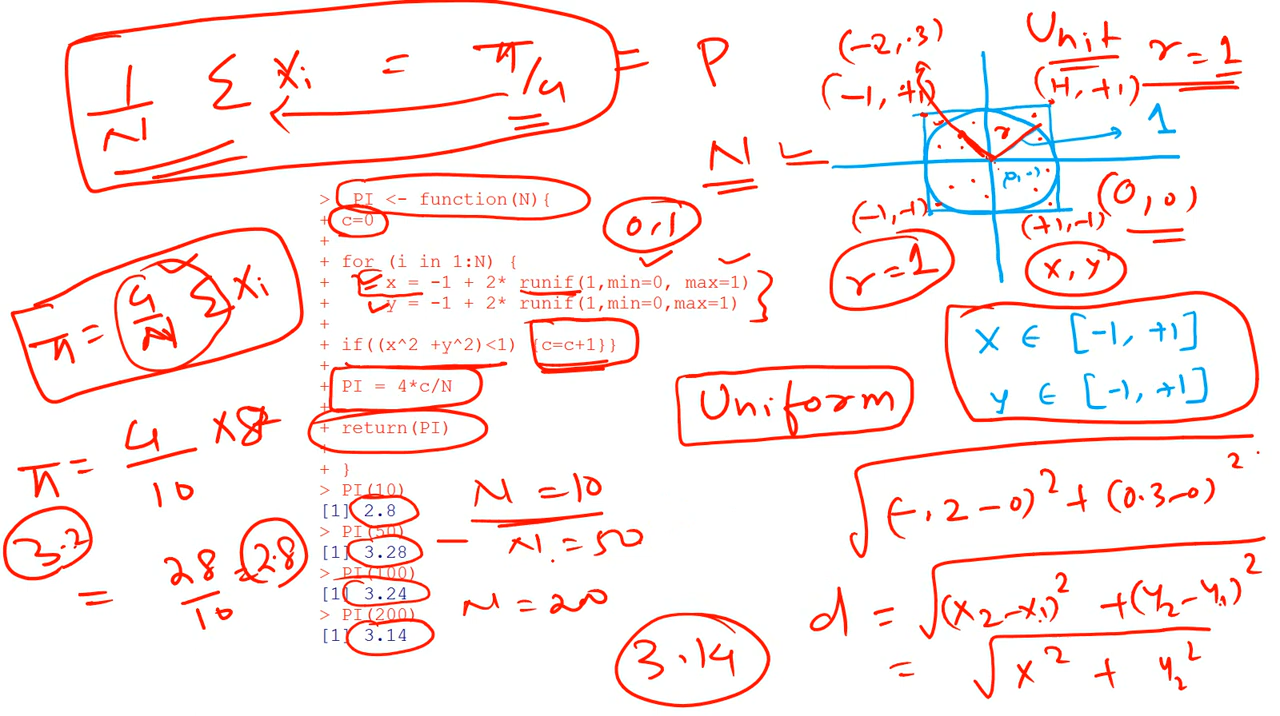 1/N Σ Xi = π/4 = P
(-2, .3)
Unit r = 1
(-1, +1)
(+1, +1)
r
1
N =
(0, 0)
(-1, -1)
(+1, -1)
r = 1
x, y
0, 1
> PI <- function(N){
+ c=0
+
+ for (i in 1:N) {
+ x = -1 + 2* runif(1,min=0, max=1)
+ y = -1 + 2* runif(1,min=0,max=1)
+
+ if((x^2 +y^2)<1) {c=c+1}}
+
+ PI = 4*c/N
+
+ return(PI)
+
+ }
> PI(10)
[1] 2.8
> PI(50)
[1] 3.28
> PI(100)
[1] 3.24
> PI(200)
[1] 3.14
π = 4/N Σ Xi
π = 4/10 ×
3.2
= 28/10 = 2.8
N = 10
N = 50
N = 200
3.14
x ∈ [-1, +1]
y ∈ [-1, +1]
Uniform
√(-.2-0)² + (0.3-0)²
d = √(x2-x1)² + (y2-y1)²
= √x² + y2²